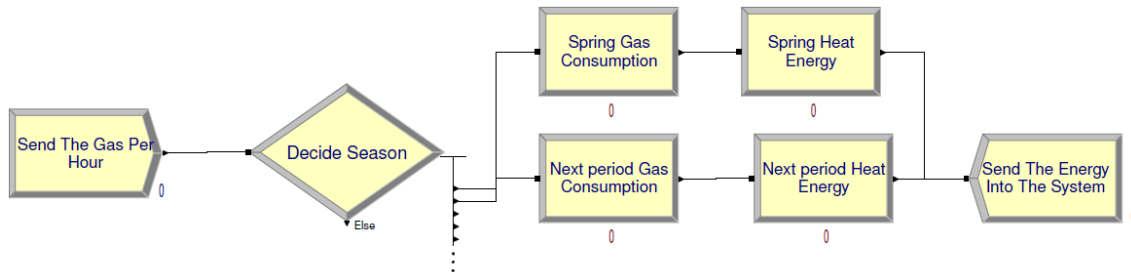 Spring Gas
Consumption
0
Spring Heat
Energy
0
Send The Gas Per
Hour
0
Decide Season
Else
Next period Gas
Consumption
0
Next period Heat
Energy
0
Send The Energy
Into The System